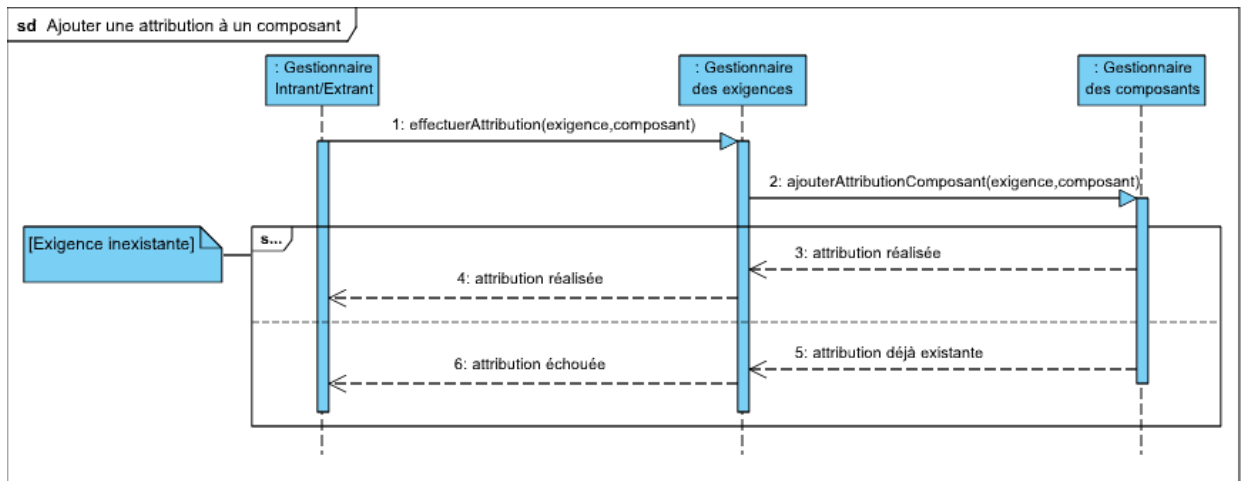 sd Ajouter une attribution à un composant
: Gestionnaire
Intrant/Extrant
: Gestionnaire
des exigences
: Gestionnaire
des composants
1: effectuerAttribution(exigence,composant)
2: ajouterAttributionComposant(exigence,composant)
[Exigence inexistante]
s...
3: attribution réalisée
4: attribution réalisée
5: attribution déjà existante
6: attribution échouée